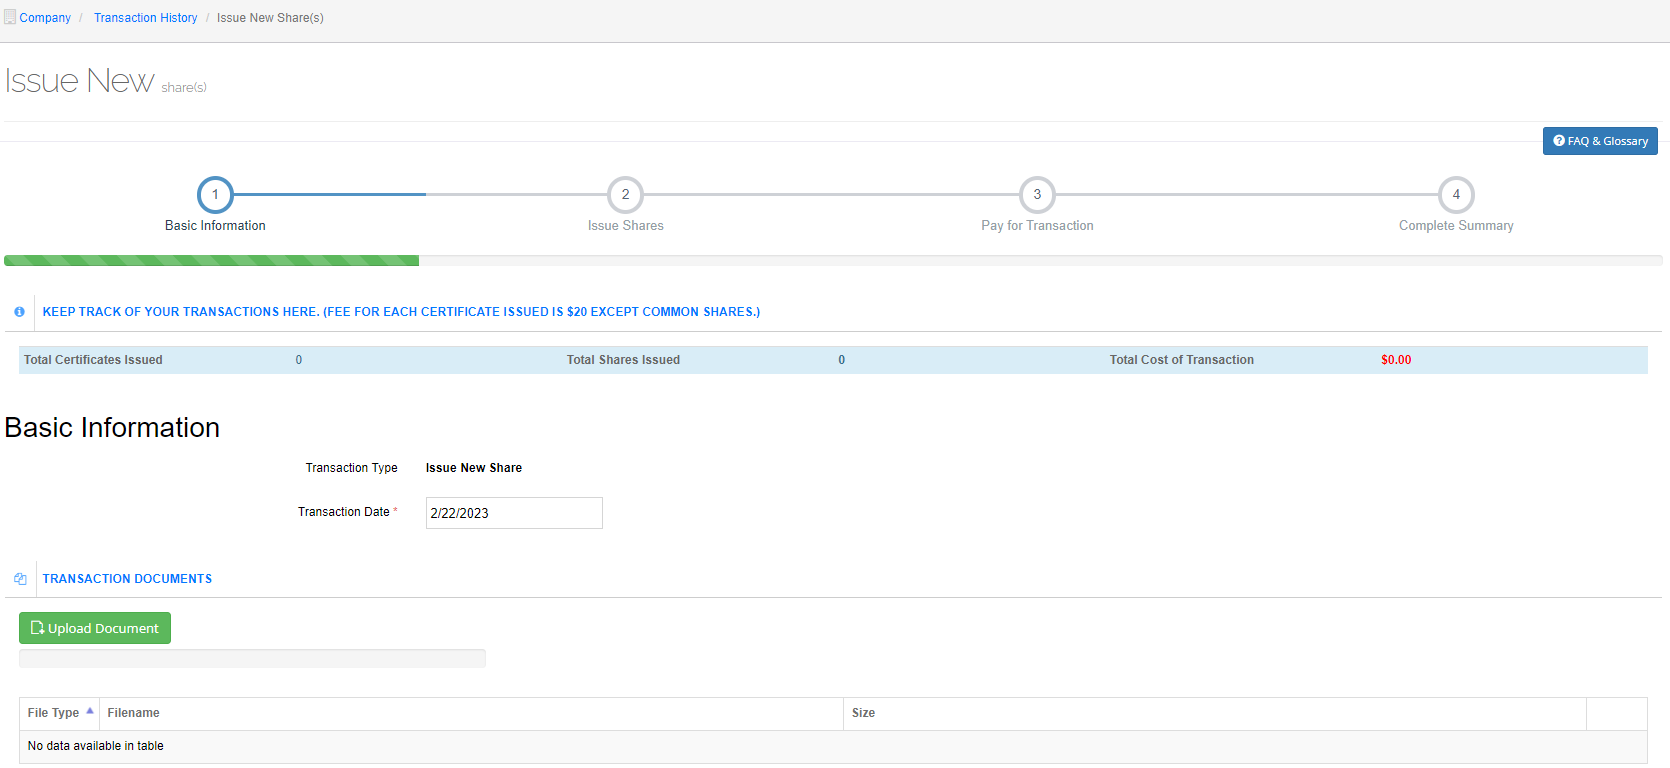 Company / Transaction History / Issue New Share(s)
Issue New share(s)
FAQ & Glossary
1 2 3 4
Basic Information Issue Shares Pay for Transaction Complete Summary
KEEP TRACK OF YOUR TRANSACTIONS HERE. (FEE FOR EACH CERTIFICATE ISSUED IS $20 EXCEPT COMMON SHARES.)
Total Certificates Issued 0 Total Shares Issued 0 Total Cost of Transaction $0.00
Basic Information
Transaction Type Issue New Share
Transaction Date * 2/22/2023
TRANSACTION DOCUMENTS
Upload Document
File Type Filename Size
No data available in table